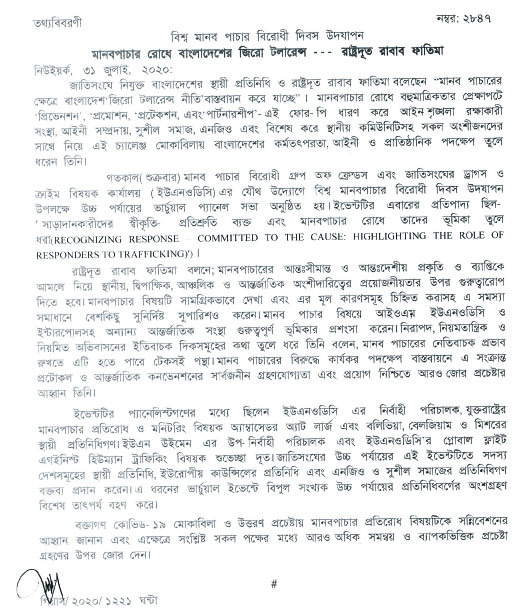 তথ্যবিবরণী নম্বর: ২৮৪৭
বিশ্ব মানব পাচার বিরোধী দিবস উদযাপন
মানবপাচার রোধে বাংলাদেশের জিরো টলারেন্স --- রাষ্ট্রদূত রাবাব ফাতিমা
নিউইয়র্ক, ৩১ জুলাই, ২০২০:
জাতিসংঘে নিযুক্ত বাংলাদেশের স্থায়ী প্রতিনিধি ও রাষ্ট্রদূত রাবাব ফাতিমা বলেছেন “মানব পাচারের
ক্ষেত্রে বাংলাদেশ‘জিরো টলারেন্স নীতি’বাস্তবায়ন করে যাচ্ছে”। মানবপাচার রোধে বহুমাত্রিকতার প্রেক্ষাপটে
‘প্রিভেনশন’, ‘প্রমোশন, ‘প্রটেকশন, এবং‘পার্টনারশীপ’-এই ফোর-পি ধারণ করে আইন শৃঙ্খলা রক্ষাকারী
সংস্থা, আইনী সম্প্রদায়, সুশীল সমাজ, এনজিও এবং বিশেষ করে স্থানীয় কমিউনিটিসহ সকল অংশীজনদের
সাথে নিয়ে এই চ্যালেঞ্জ মোকাবিলায় বাংলাদেশের কর্মতৎপরতা, আইনী ও প্রাতিষ্ঠানিক পদক্ষেপ তুলে
ধরেন তিনি।
গতকাল( শুক্রবার) মানব পাচার বিরোধী গ্রুপ অফ ফ্রেন্ডস এবং জাতিসংঘের ড্রাগস ও
ক্রাইম বিষয়ক কার্যালয় ( ইউএনওডিসি) এর যৌথ উদ্যোগে বিশ্ব মানবপাচার বিরোধী দিবস উদযাপন
উপলক্ষে উচ্চ পর্যায়ের ভার্চুয়াল প্যানেল সভা অনুষ্ঠিত হয়। ইভেন্টটির এবারের প্রতিপাদ্য ছিল-
‘সাড়াদানকারীদের স্বীকৃতি- প্রতিশ্রুতি ব্যক্ত এবং মানবপাচার রোধে তাদের ভূমিকা তুলে
ধরা(RECOGNIZING RESPONSE – COMMITTED TO THE CAUSE: HIGHLIGHTING THE ROLE OF
RESPONDERS TO TRAFFICKING)’)।
রাষ্ট্রদূত রাবাব ফাতিমা বলনে; মানবপাচারের আন্তঃসীমান্ত ও আন্তঃদেশীয় প্রকৃতি ও ব্যাপ্তিকে
আমলে নিয়ে স্থানীয়, দ্বিপাক্ষিক, আঞ্চলিক ও আন্তর্জাতিক অংশীদারিত্বের প্রয়োজনীয়তার উপর গুরুত্বারোপ
দিতে হবে। মানবপাচার বিষয়টি সামগ্রিকভাবে দেখা এবং এর মূল কারণসমূহ চিহ্নিত করাসহ এ সমস্যা
সমাধানে বেশকিছু সুনির্দিষ্ট সুপারিশও করেন। মানব পাচার বিষয়ে আইওএম ইউএনওডিসি ও
ইন্টারপোলসহ অন্যান্য আন্তর্জাতিক সংস্থা গুরুত্বপূর্ণ ভূমিকার প্রশংসা করেন। নিরাপদ, নিয়মতান্ত্রিক ও
নিয়মিত অভিবাসনের ইতিবাচক দিকসমূহের কথা তুলে ধরে তিনি বলেন, মানব পাচারের নেতিবাচক প্রভাব
রুখতে এটি হতে পারে টেকসই পন্থা। মানবপাচারের বিরুদ্ধে কার্যকর পদক্ষেপ বাস্তবায়নে এ সংক্রান্ত
প্রটোকল ও আন্তর্জাতিক কনভেনশনের সার্বজনীন গ্রহণযোগ্যতা এবং প্রয়োগ নিশ্চিতে আরও জোর প্রচেষ্টার
আহ্বান তিনি।
ইভেন্টটির প্যানেলিস্টগণের মধ্যে ছিলেন ইউএনওডিসি এর নির্বাহী পরিচালক, যুক্তরাষ্ট্রের
মানবপাচার প্রতিরোধ ও মনিটরিং বিষয়ক অ্যাম্বাসেডর অ্যাট লার্জ এবং বলিভিয়া, বেলজিয়াম ও মিশরের
স্থায়ী প্রতিনিধিগণ। ইউএন উইমেন এর উপ-নির্বাহী পরিচালক এবং ইউএনওডিসি’র গ্লোবাল ফ্লাইট
এগইনিস্ট হিউম্যান ট্রাফিকিং বিষয়ক শুভেচ্ছা দূত। জাতিসংঘের উচ্চ পর্যায়ের এই ইভেন্টটিতে সদস্য
দেশসমূহের স্থায়ী প্রতিনিধি, ইউরোপীয় কাউন্সিলের প্রতিনিধি এবং এনজিও ও সুশীল সমাজের প্রতিনিধিগণ
বক্তব্য প্রদান করেন। এ ধরনের ভার্চুয়াল ইভেন্টে বিপুল সংখ্যক উচ্চ পর্যায়ের প্রতিনিধিবর্গের অংশগ্রহণ
বিশেষ তাৎপর্য বহণ করে।
বক্তাগণ কোভিড-১৯ মোকাবিলা ও উত্তরণ প্রচেষ্টায় মানবপাচার প্রতিরোধ বিষয়টিকে সন্নিবেশনের
আহ্বান জানান এবং এক্ষেত্রে সংশ্লিষ্ট সকল পক্ষের মধ্যে আরও অধিক সমন্বয় ও ব্যাপকভিত্তিক প্রচেষ্টা
গ্রহণের উপর জোর দেন।
#
/২০২০/১২২১ ঘন্টা